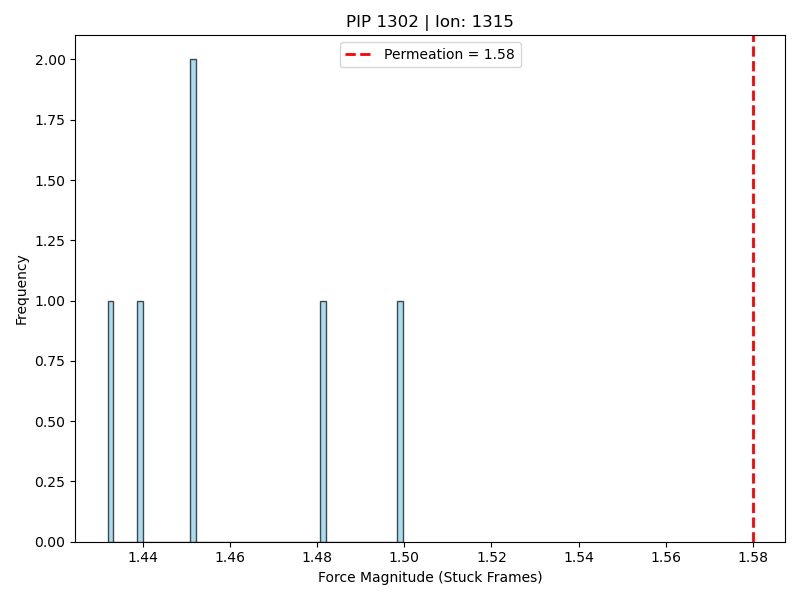 PIP 1302 | Ion: 1315
Permeation = 1.58
Frequency
2.00
1.75
1.50
1.25
1.00
0.75
0.50
0.25
0.00
1.44 1.46 1.48 1.50 1.52 1.54 1.56 1.58
Force Magnitude (Stuck Frames)